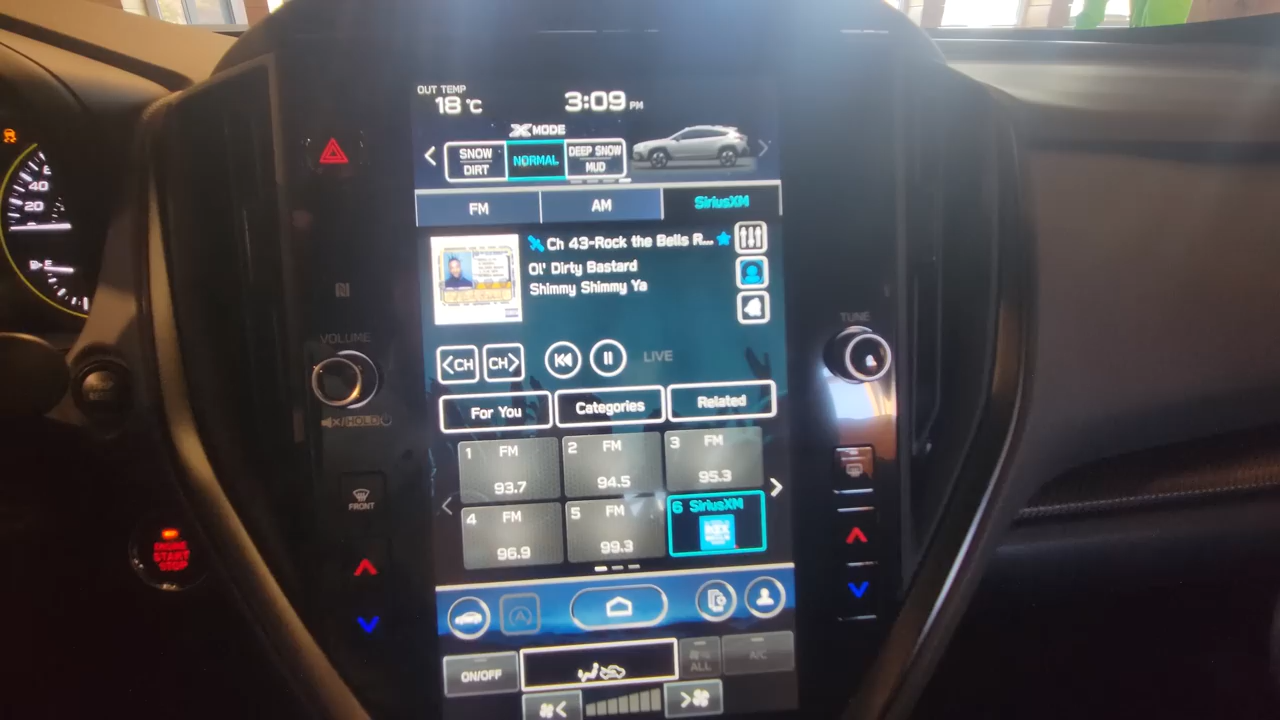 OUT TEMP
18 °C
3:09 PM
X MODE
SNOW
DIRT
NORMAL
DEEP SNOW
MUD
FM
AM
SiriusXM
Ch 43-Rock the Bells R...
Ol' Dirty Bastard
Shimmy Shimmy Ya
<CH
CH>
LIVE
For You
Categories
Related
1 FM
93.7
2 FM
94.5
3 FM
95.3
4 FM
96.9
5 FM
99.3
6 SiriusXM
ON/OFF
ALL
A/C
VOLUME
HOLD
FRONT
TUNE
ENGINE
START
STOP
40
20
E